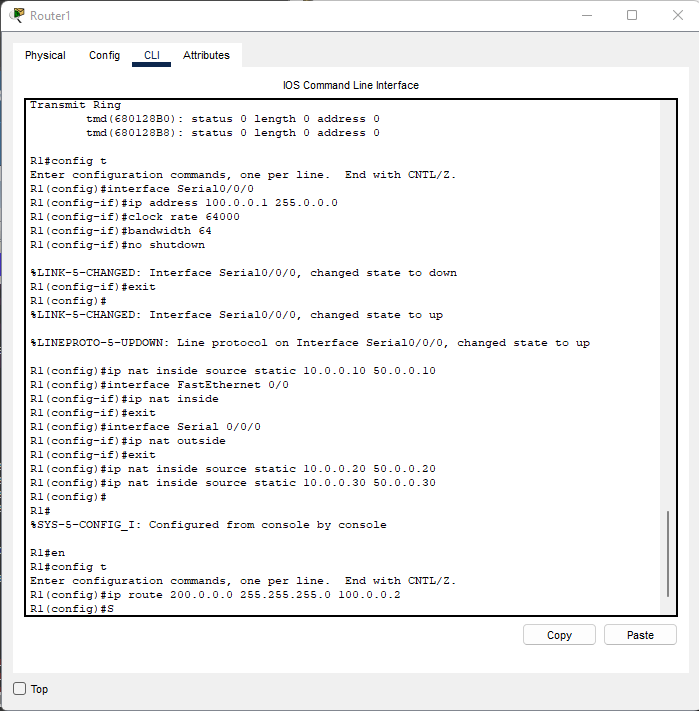 Router1
Physical Config CLI Attributes
IOS Command Line Interface
Transmit Ring
tmd(680128B0): status 0 length 0 address 0
tmd(680128B8): status 0 length 0 address 0
R1#config t
Enter configuration commands, one per line.  End with CNTL/Z.
R1(config)#interface Serial0/0/0
R1(config-if)#ip address 100.0.0.1 255.0.0.0
R1(config-if)#clock rate 64000
R1(config-if)#bandwidth 64
R1(config-if)#no shutdown
%LINK-5-CHANGED: Interface Serial0/0/0, changed state to down
R1(config-if)#exit
R1(config)#
%LINK-5-CHANGED: Interface Serial0/0/0, changed state to up
%LINEPROTO-5-UPDOWN: Line protocol on Interface Serial0/0/0, changed state to up
R1(config)#ip nat inside source static 10.0.0.10 50.0.0.10
R1(config)#interface FastEthernet 0/0
R1(config-if)#ip nat inside
R1(config-if)#exit
R1(config)#interface Serial 0/0/0
R1(config-if)#ip nat outside
R1(config-if)#exit
R1(config)#ip nat inside source static 10.0.0.20 50.0.0.20
R1(config)#ip nat inside source static 10.0.0.30 50.0.0.30
R1(config)#
R1#
%SYS-5-CONFIG_I: Configured from console by console
R1#en
R1#config t
Enter configuration commands, one per line.  End with CNTL/Z.
R1(config)#ip route 200.0.0.0 255.255.255.0 100.0.0.2
R1(config)#S
Copy Paste
Top